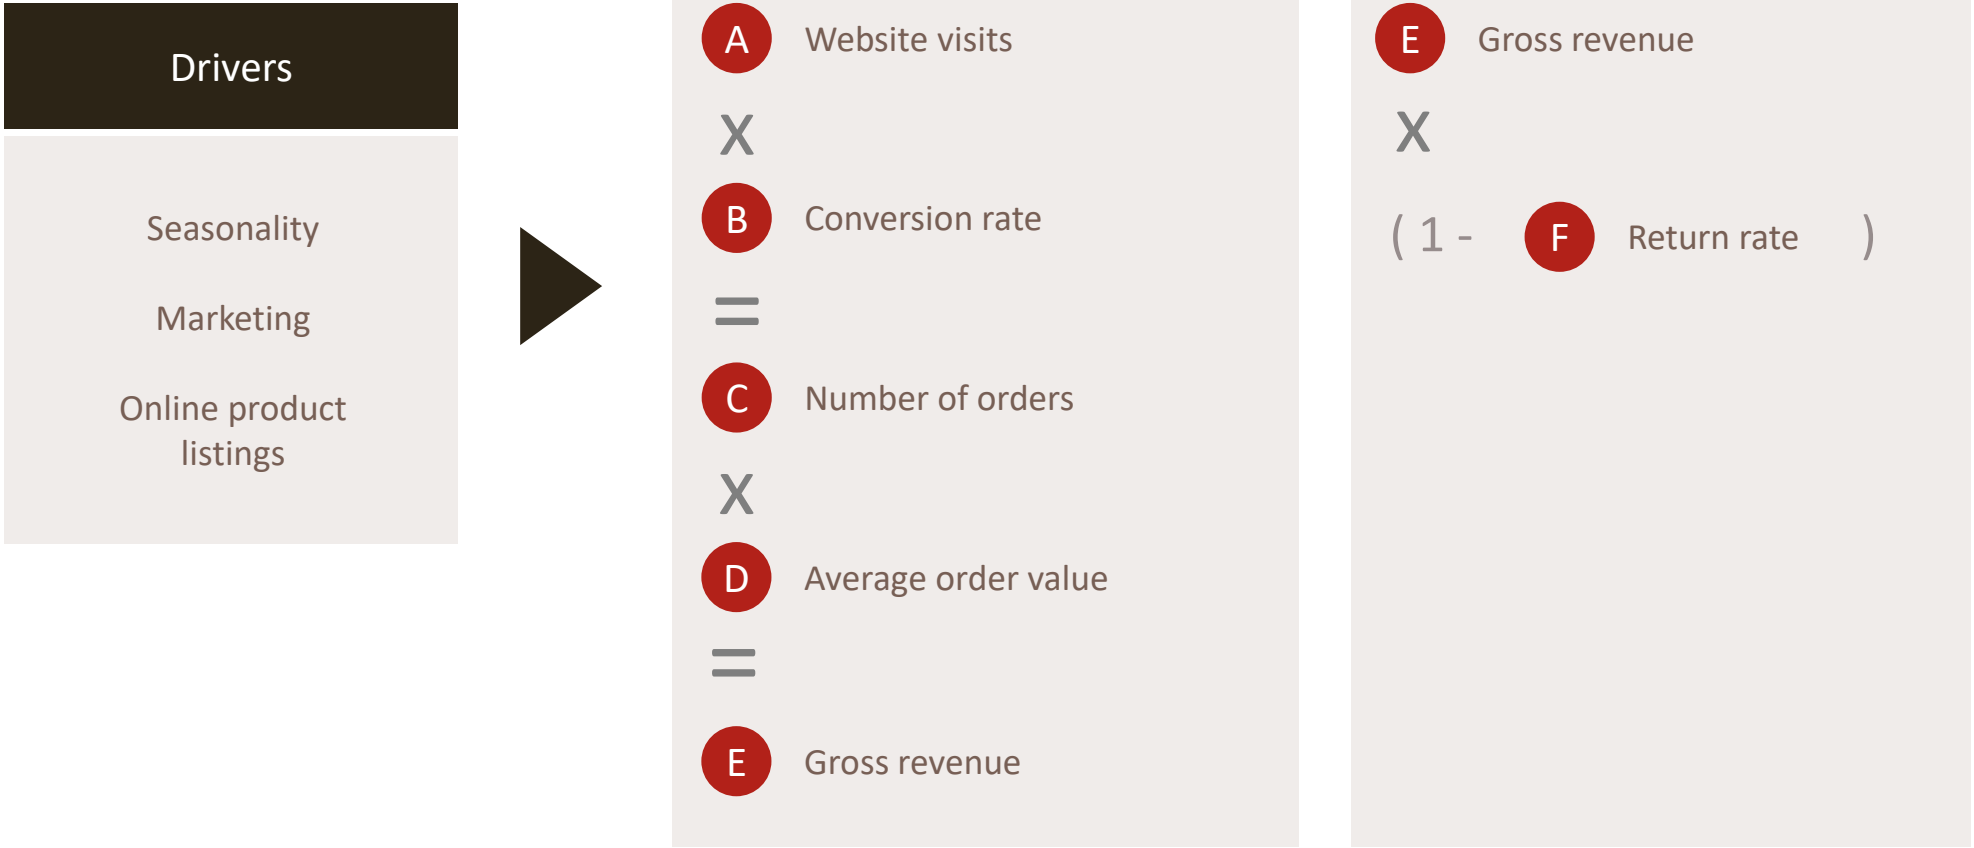 Drivers
Seasonality
Marketing
Online product
listings
A Website visits
X
B Conversion rate
=
C Number of orders
X
D Average order value
=
E Gross revenue
E Gross revenue
X
( 1 - F Return rate )